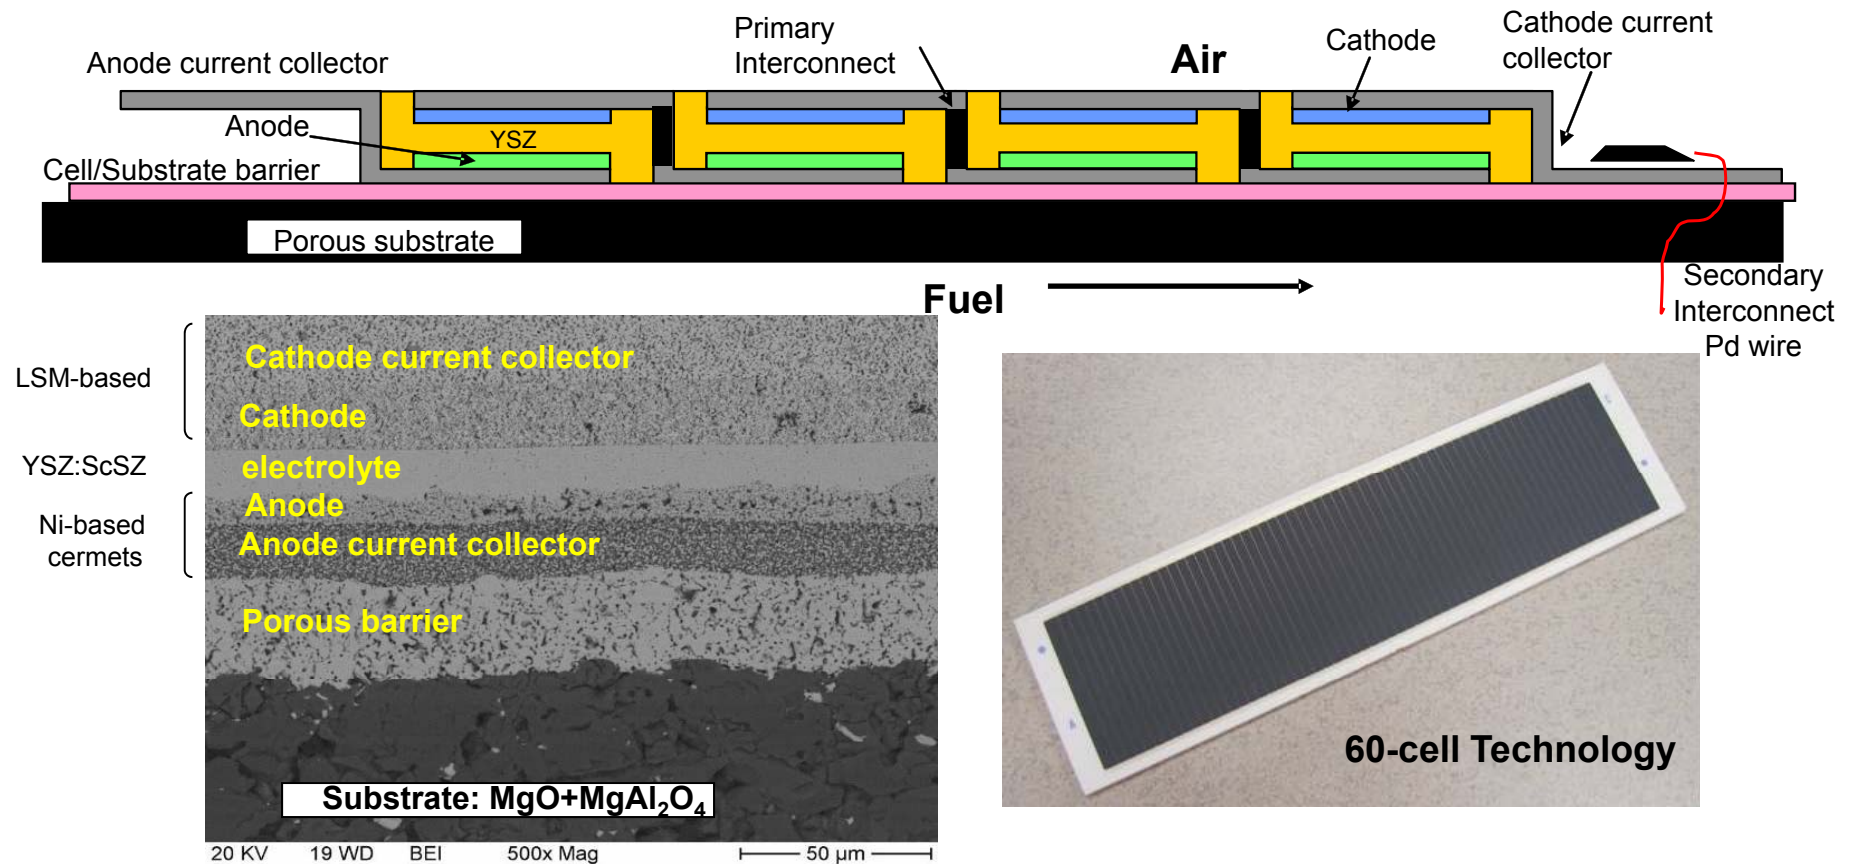 Primary
Interconnect
Air
Cathode
Cathode current
collector
Anode current collector
Anode
YSZ
Cell/Substrate barrier
Porous substrate
Fuel
Secondary
Interconnect
Pd wire
LSM-based
Cathode current collector
Cathode
YSZ:ScSZ
electrolyte
Anode
Ni-based
cermets
Anode current collector
Porous barrier
Substrate: MgO+MgAl₂O₄
20 KV 19 WD BEI 500x Mag 50 µm
60-cell Technology